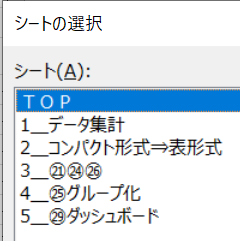 シートの選択
シート(A):
ＴＯＰ
1__データ集計
2__コンパクト形式⇒表形式
3__㉑㉔㉖
4__㉕グループ化
5__㉙ダッシュボード